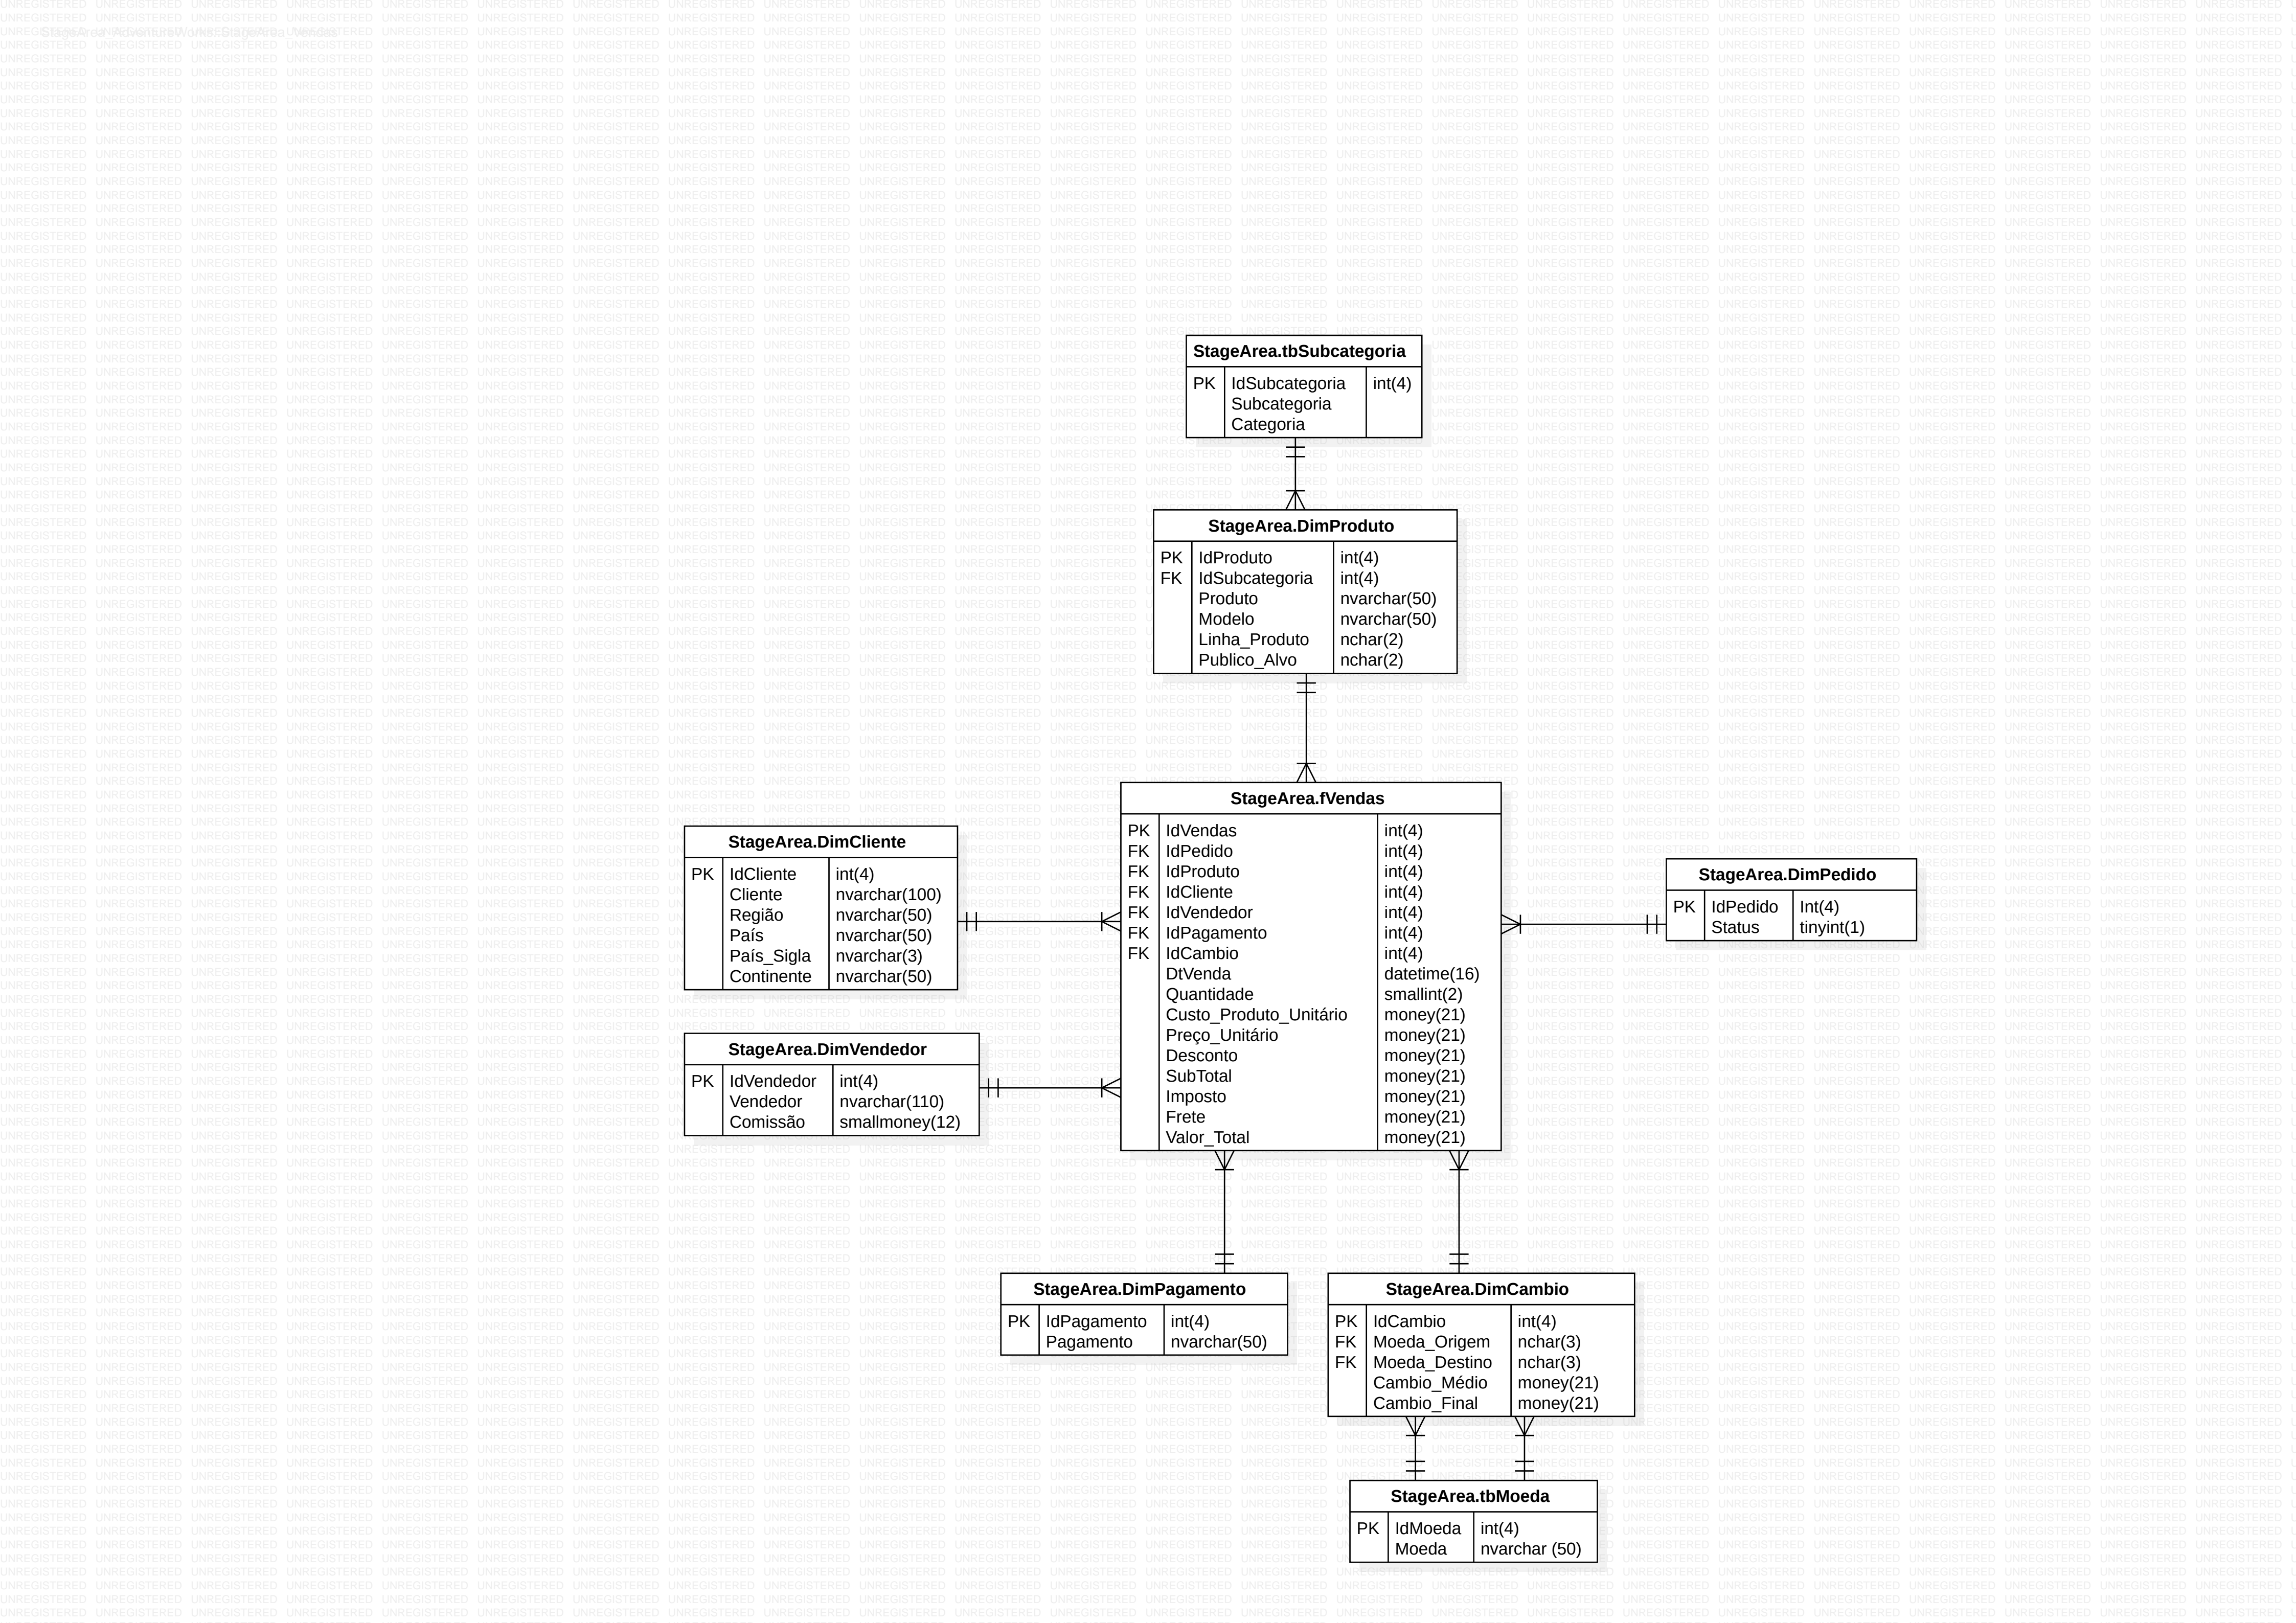 StageArea.tbSubcategoria
PK IdSubcategoria int(4)
Subcategoria
Categoria
StageArea.DimProduto
PK IdProduto int(4)
FK IdSubcategoria int(4)
Produto nvarchar(50)
Modelo nvarchar(50)
Linha_Produto nchar(2)
Publico_Alvo nchar(2)
StageArea.fVendas
PK IdVendas int(4)
FK IdPedido int(4)
FK IdProduto int(4)
FK IdCliente int(4)
FK IdVendedor int(4)
FK IdPagamento int(4)
FK IdCambio int(4)
DtVenda datetime(16)
Quantidade smallint(2)
Custo_Produto_Unitário money(21)
Preço_Unitário money(21)
Desconto money(21)
SubTotal money(21)
Imposto money(21)
Frete money(21)
Valor_Total money(21)
StageArea.DimCliente
PK IdCliente int(4)
Cliente nvarchar(100)
Região nvarchar(50)
País nvarchar(50)
País_Sigla nvarchar(3)
Continente nvarchar(50)
StageArea.DimPedido
PK IdPedido Int(4)
Status tinyint(1)
StageArea.DimVendedor
PK IdVendedor int(4)
Vendedor nvarchar(110)
Comissão smallmoney(12)
StageArea.DimPagamento
PK IdPagamento int(4)
Pagamento nvarchar(50)
StageArea.DimCambio
PK IdCambio int(4)
FK Moeda_Origem nchar(3)
FK Moeda_Destino nchar(3)
Cambio_Médio money(21)
Cambio_Final money(21)
StageArea.tbMoeda
PK IdMoeda int(4)
Moeda nvarchar (50)